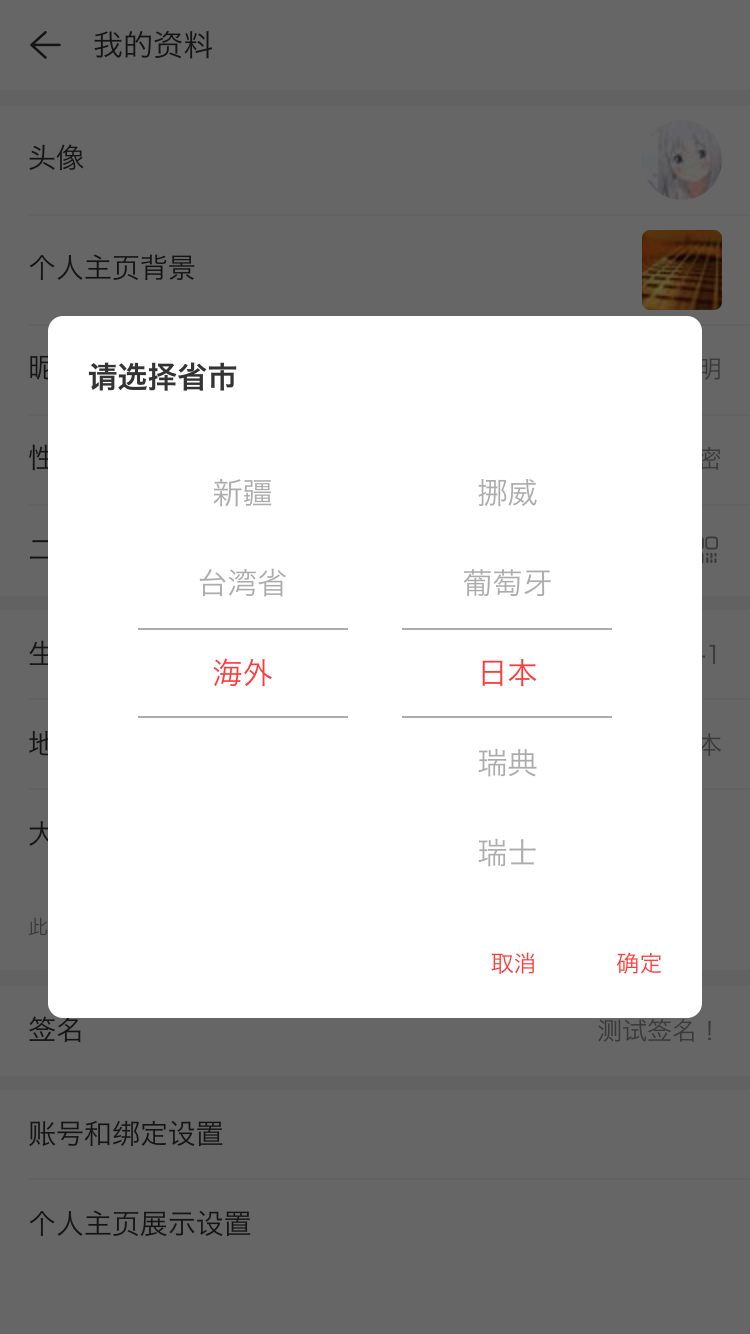 我的资料
头像
个人主页背景
昵 明
请选择省市
性 密
新疆 挪威
二
台湾省 葡萄牙
生 -1
海外 日本
地 本
瑞典
大
瑞士
此
取消 确定
签名 测试签名！
账号和绑定设置
个人主页展示设置